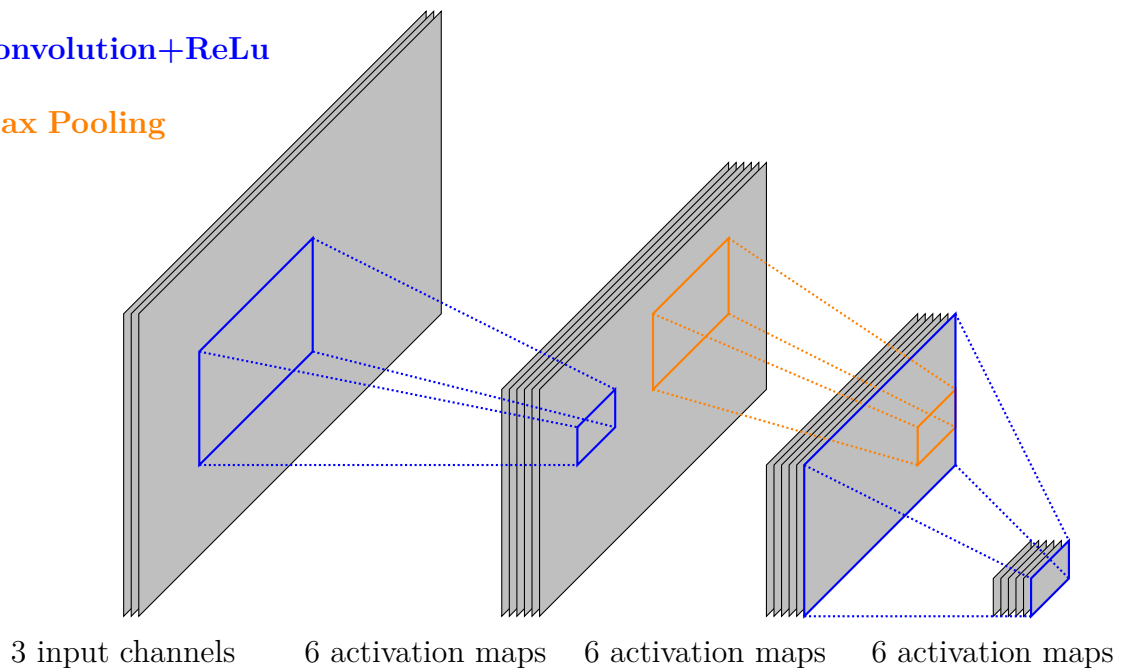 onvolution+ReLu
ax Pooling
3 input channels
6 activation maps
6 activation maps
6 activation maps